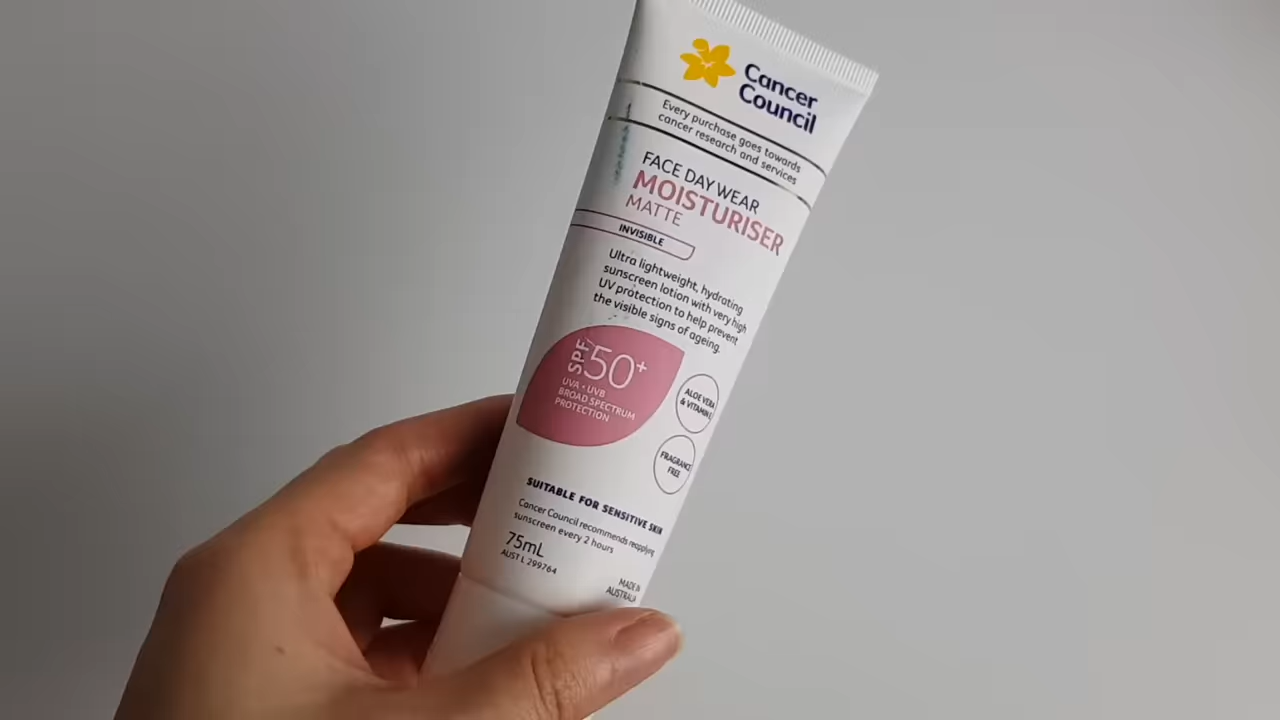 Cancer
Council
Every purchase goes towards
cancer research and services
FACE DAY WEAR
MOISTURISER
MATTE
INVISIBLE
Ultra lightweight, hydrating
sunscreen lotion with very high
UV protection to help prevent
the visible signs of ageing.
SPF 50+
UVA • UVB
BROAD SPECTRUM
PROTECTION
ALOE VERA
& VITAMIN E
FRAGRANCE
FREE
SUITABLE FOR SENSITIVE SKIN
Cancer Council recommends reapplying
sunscreen every 2 hours
75mL
AUST L 299764
MADE IN
AUSTRALIA